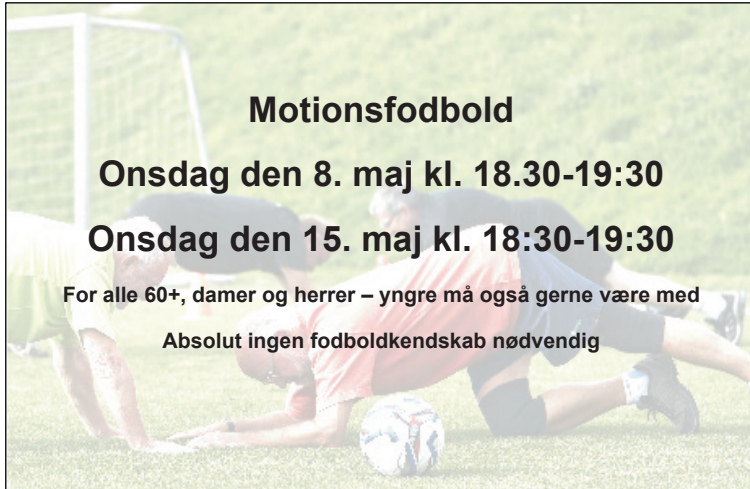 Motionsfodbold
Onsdag den 8. maj kl. 18.30-19:30
Onsdag den 15. maj kl. 18:30-19:30
For alle 60+, damer og herrer – yngre må også gerne være med
Absolut ingen fodboldkendskab nødvendig